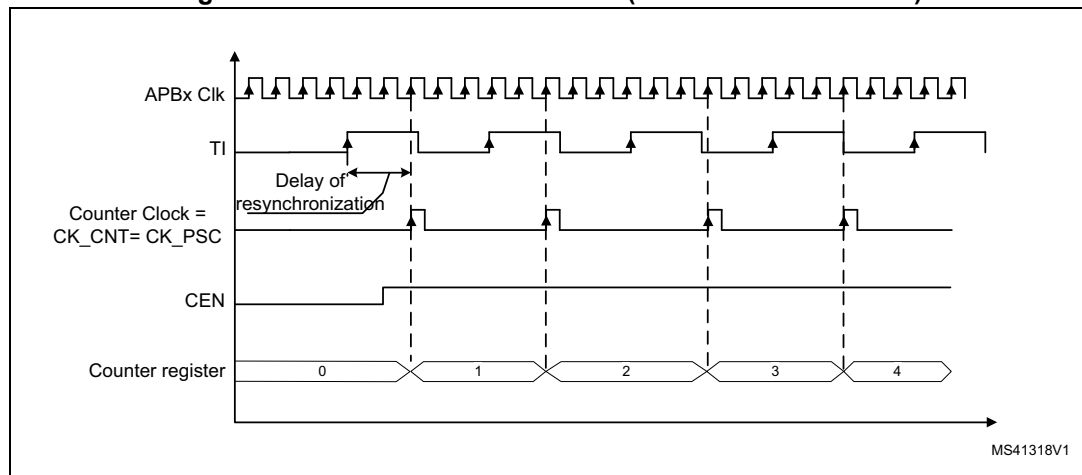 APBx Clk
TI
Delay of
resynchronization
Counter Clock =
CK_CNT= CK_PSC
CEN
Counter register
0
1
2
3
4
MS41318V1